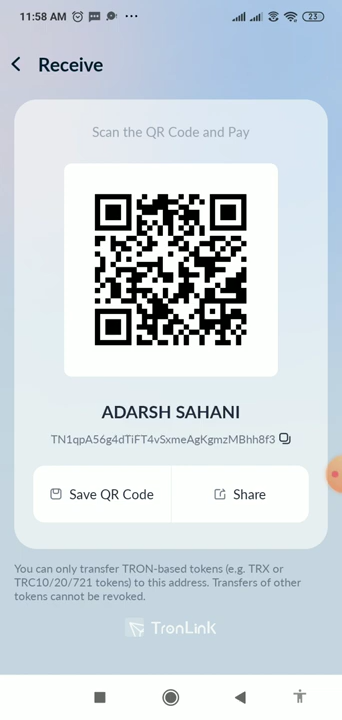 11:58 AM
23
Receive
Scan the QR Code and Pay
ADARSH SAHANI
TN1qpA56g4dTiFT4vSxmeAgKgmzMBhh8f3
Save QR Code
Share
You can only transfer TRON-based tokens (e.g. TRX or
TRC10/20/721 tokens) to this address. Transfers of other
tokens cannot be revoked.
TronLink